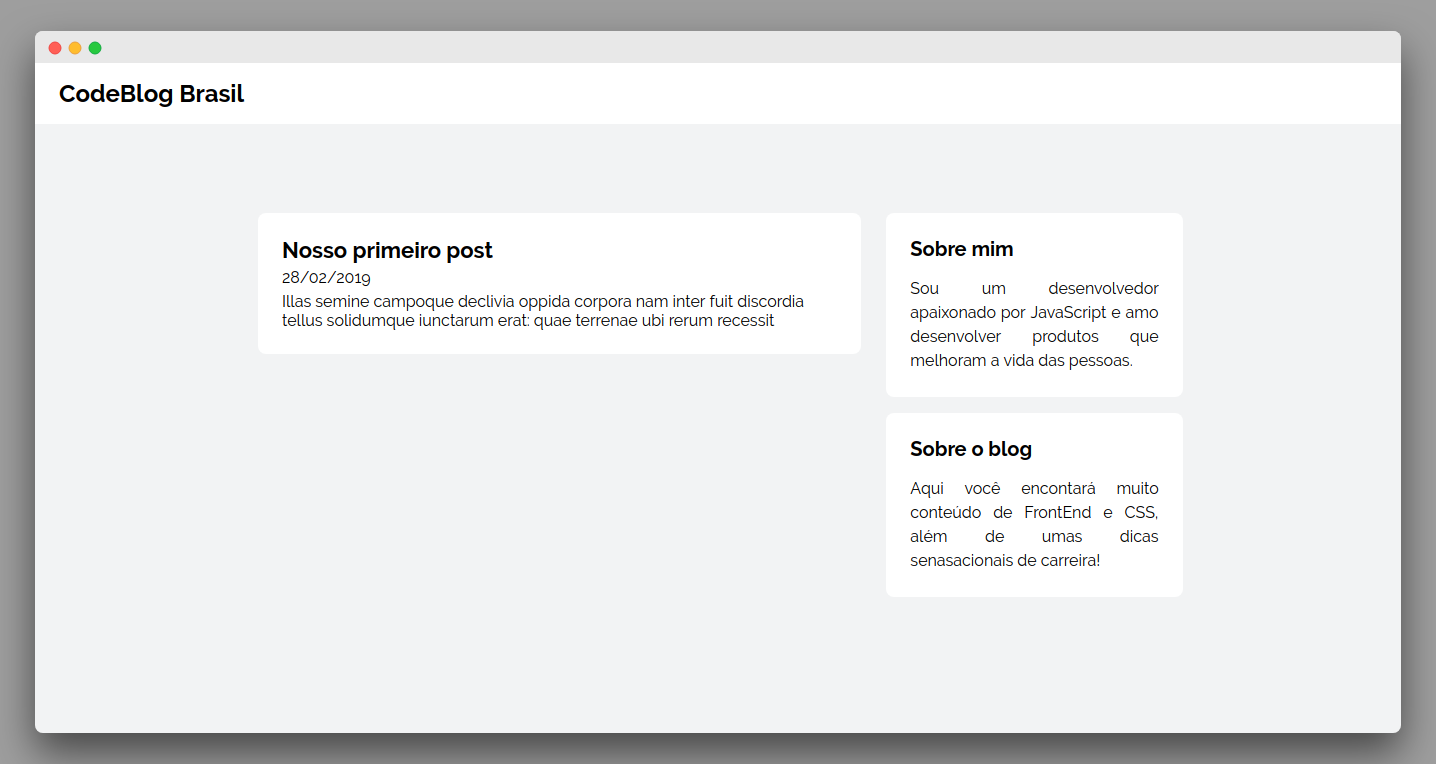 CodeBlog Brasil
Nosso primeiro post
28/02/2019
Illas semine campoque declivia oppida corpora nam inter fuit discordia
tellus solidumque iunctarum erat: quae terrenae ubi rerum recessit
Sobre mim
Sou um desenvolvedor
apaixonado por JavaScript e amo
desenvolver produtos que
melhoram a vida das pessoas.
Sobre o blog
Aqui você encontará muito
conteúdo de FrontEnd e CSS,
além de umas dicas
senasacionais de carreira!